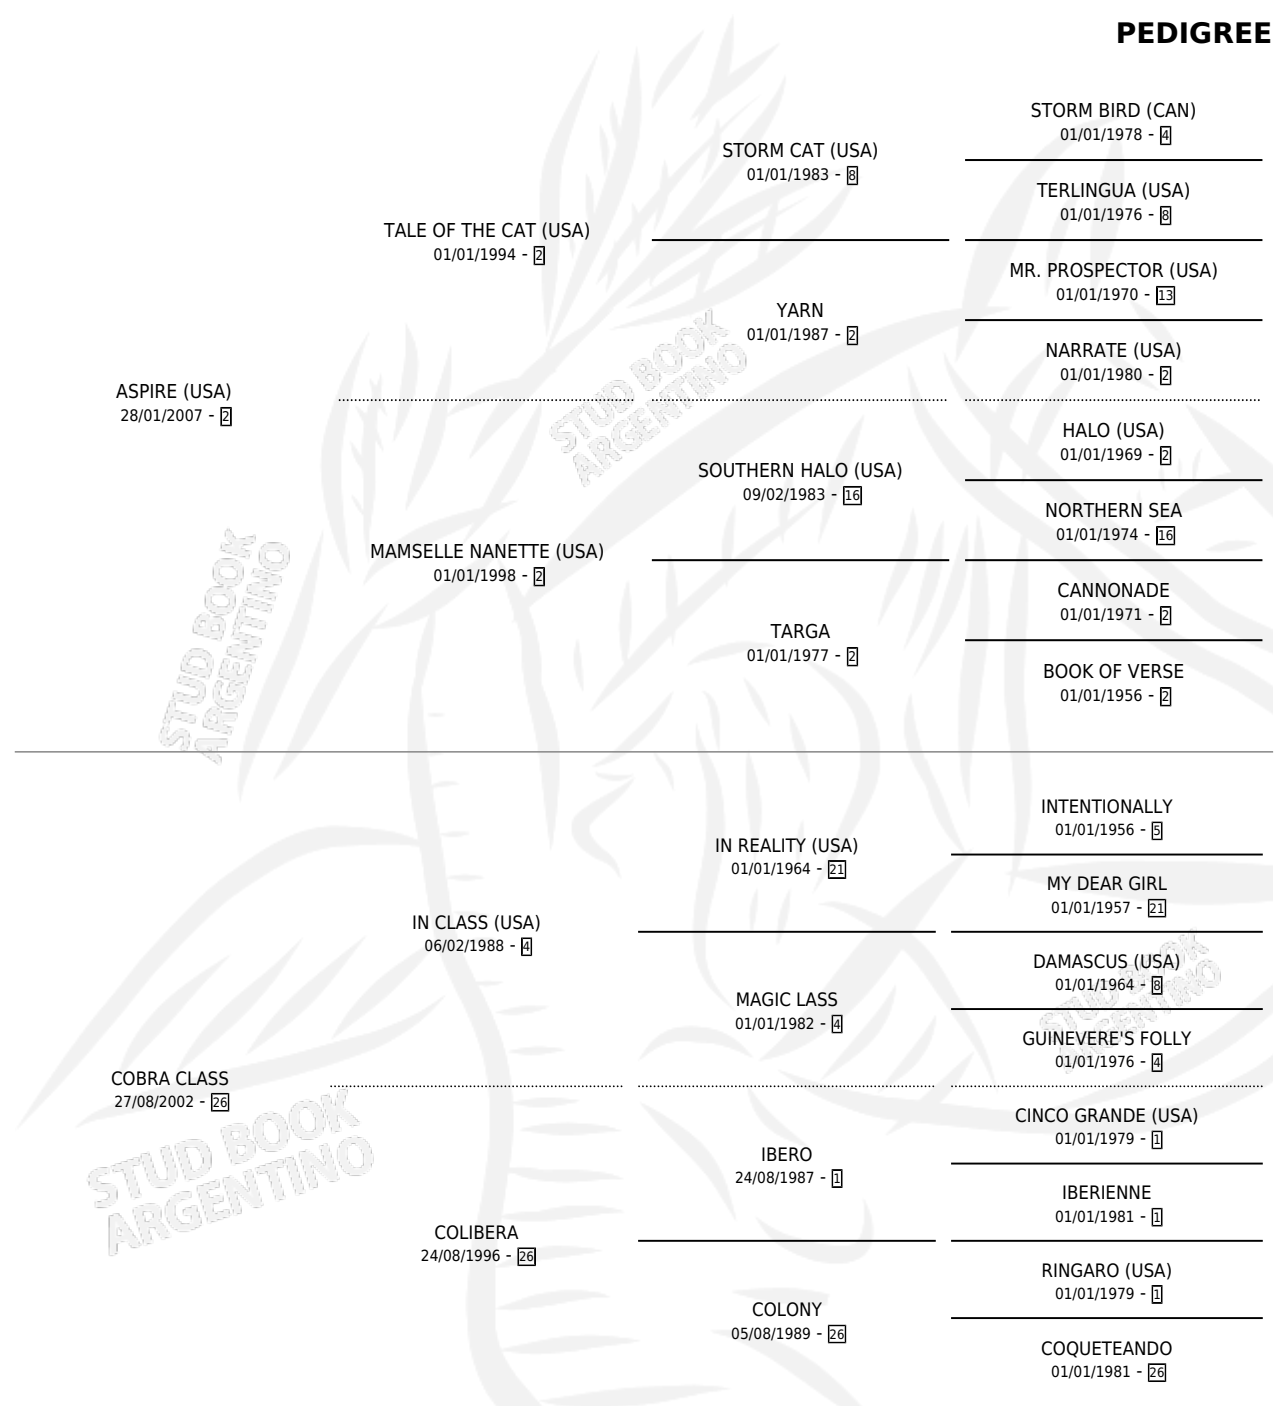 PEDIGREE
STORM BIRD (CAN)
01/01/1978 - 4
STORM CAT (USA)
01/01/1983 - 8
TERLINGUA (USA)
01/01/1976 - 8
TALE OF THE CAT (USA)
01/01/1994 - 2
MR. PROSPECTOR (USA)
01/01/1970 - 13
YARN
01/01/1987 - 2
NARRATE (USA)
01/01/1980 - 2
ASPIRE (USA)
28/01/2007 - 2
HALO (USA)
01/01/1969 - 2
SOUTHERN HALO (USA)
09/02/1983 - 16
NORTHERN SEA
01/01/1974 - 16
MAMSELLE NANETTE (USA)
01/01/1998 - 2
CANNONADE
01/01/1971 - 2
TARGA
01/01/1977 - 2
BOOK OF VERSE
01/01/1956 - 2
INTENTIONALLY
01/01/1956 - 5
IN REALITY (USA)
01/01/1964 - 21
MY DEAR GIRL
01/01/1957 - 21
IN CLASS (USA)
06/02/1988 - 4
DAMASCUS (USA)
01/01/1964 - 8
MAGIC LASS
01/01/1982 - 4
GUINEVERE'S FOLLY
01/01/1976 - 4
COBRA CLASS
27/08/2002 - 26
CINCO GRANDE (USA)
01/01/1979 - 1
IBERO
24/08/1987 - 1
IBERIENNE
01/01/1981 - 1
COLIBERA
24/08/1996 - 26
RINGARO (USA)
01/01/1979 - 1
COLONY
05/08/1989 - 26
COQUETEANDO
01/01/1981 - 26
STUD BOOK
ARGENTINO
STUD BOOK
ARGENTINO
STUD BOOK
ARGENTINO
STUD BOOK
ARGENTINO